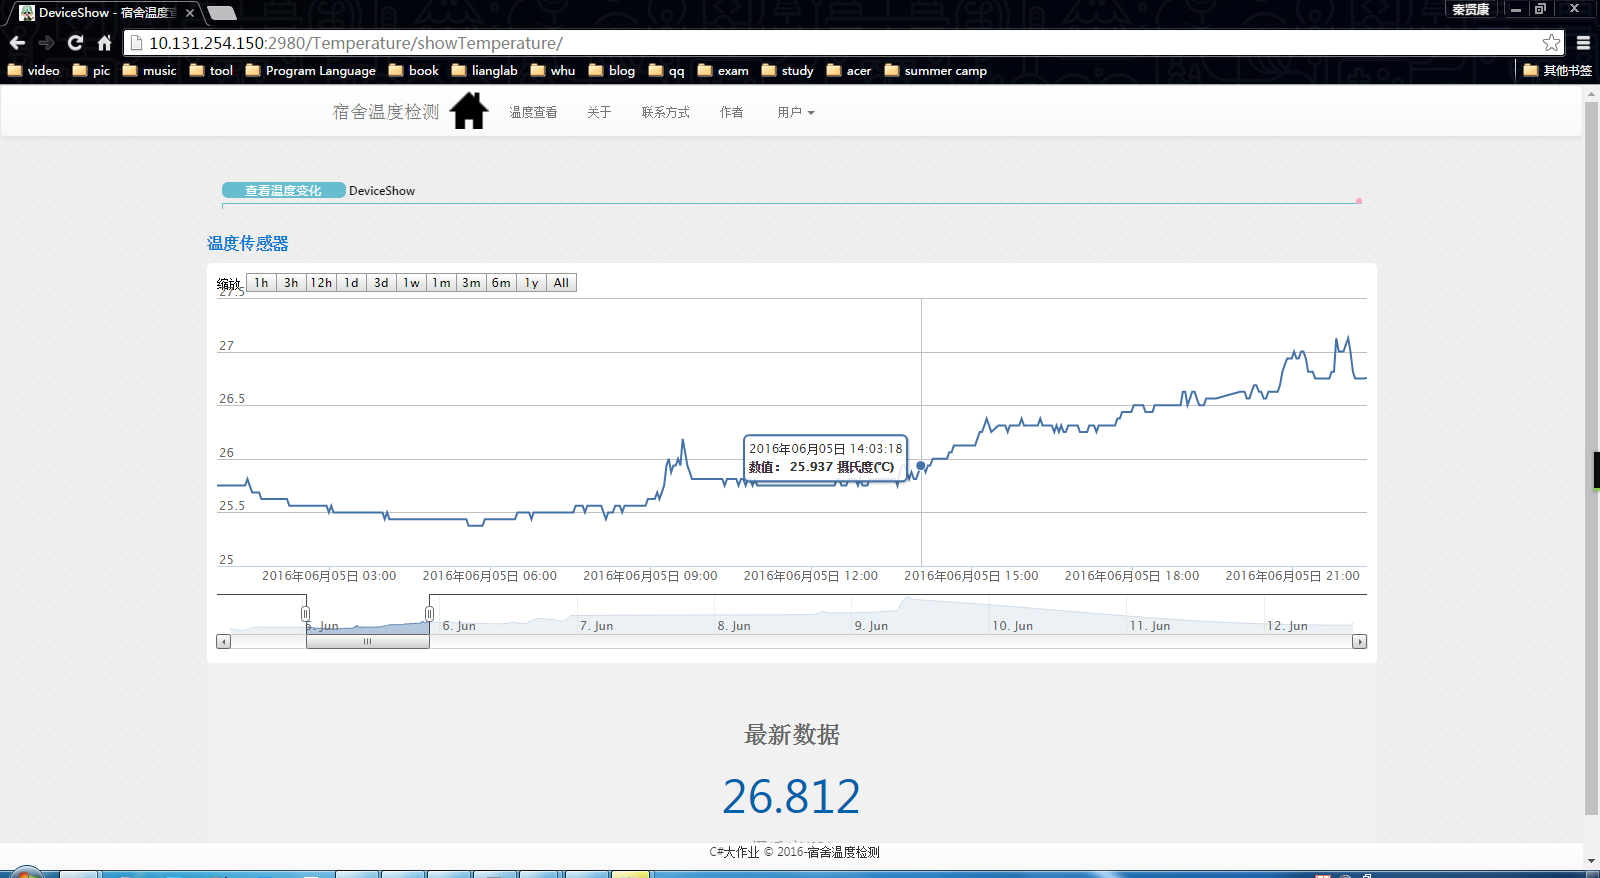 DeviceShow - 宿舍温度
秦贤康
10.131.254.150:2980/Temperature/showTemperature/
video pic music tool Program Language book lianglab whu blog qq exam study acer summer camp 其他书签
宿舍温度检测 温度查看 关于 联系方式 作者 用户
查看温度变化 DeviceShow
温度传感器
缩放 1h 3h 12h 1d 3d 1w 1m 3m 6m 1y All
27.5
27
26.5
26
25.5
25
2016年06月05日 14:03:18
数值： 25.937 摄氏度(℃)
2016年06月05日 03:00 2016年06月05日 06:00 2016年06月05日 09:00 2016年06月05日 12:00 2016年06月05日 15:00 2016年06月05日 18:00 2016年06月05日 21:00
5. Jun 6. Jun 7. Jun 8. Jun 9. Jun 10. Jun 11. Jun 12. Jun
最新数据
26.812
C#大作业 © 2016-宿舍温度检测